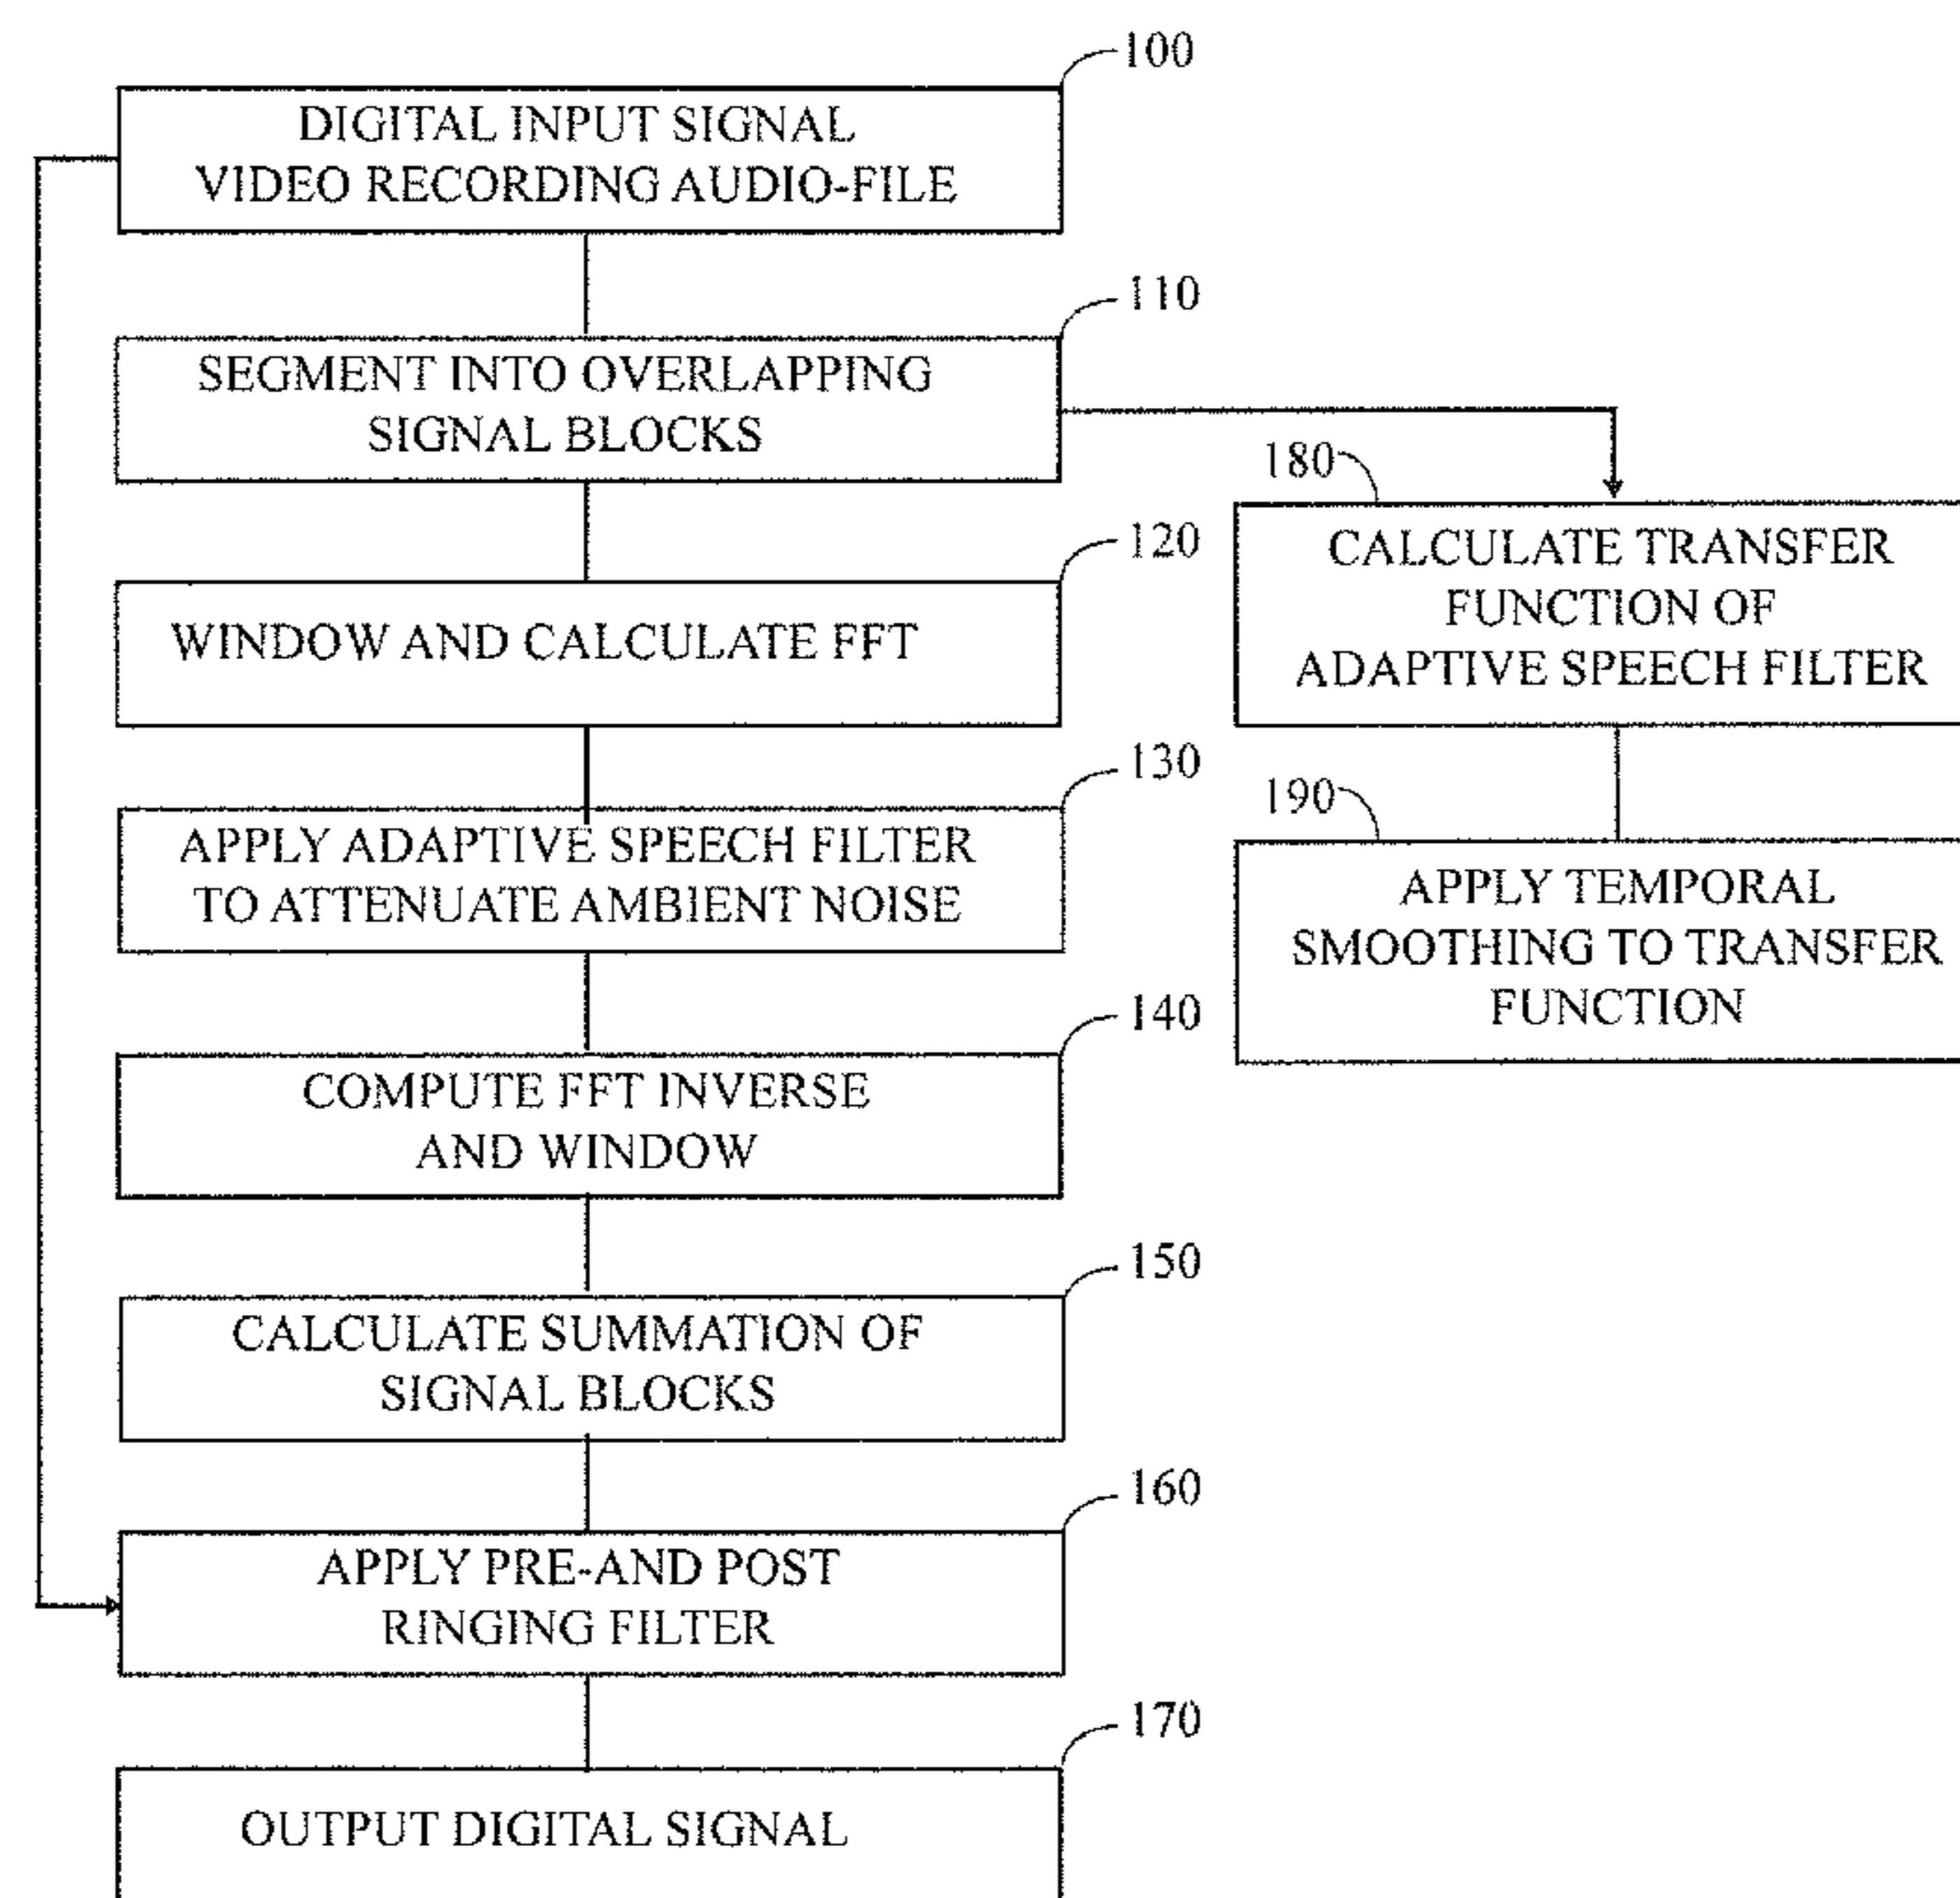 100
DIGITAL INPUT SIGNAL
VIDEO RECORDING AUDIO-FILE
110
SEGMENT INTO OVERLAPPING
SIGNAL BLOCKS
120
WINDOW AND CALCULATE FFT
130
APPLY ADAPTIVE SPEECH FILTER
TO ATTENUATE AMBIENT NOISE
140
COMPUTE FFT INVERSE
AND WINDOW
150
CALCULATE SUMMATION OF
SIGNAL BLOCKS
160
APPLY PRE-AND POST
RINGING FILTER
170
OUTPUT DIGITAL SIGNAL
180
CALCULATE TRANSFER
FUNCTION OF
ADAPTIVE SPEECH FILTER
190
APPLY TEMPORAL
SMOOTHING TO TRANSFER
FUNCTION